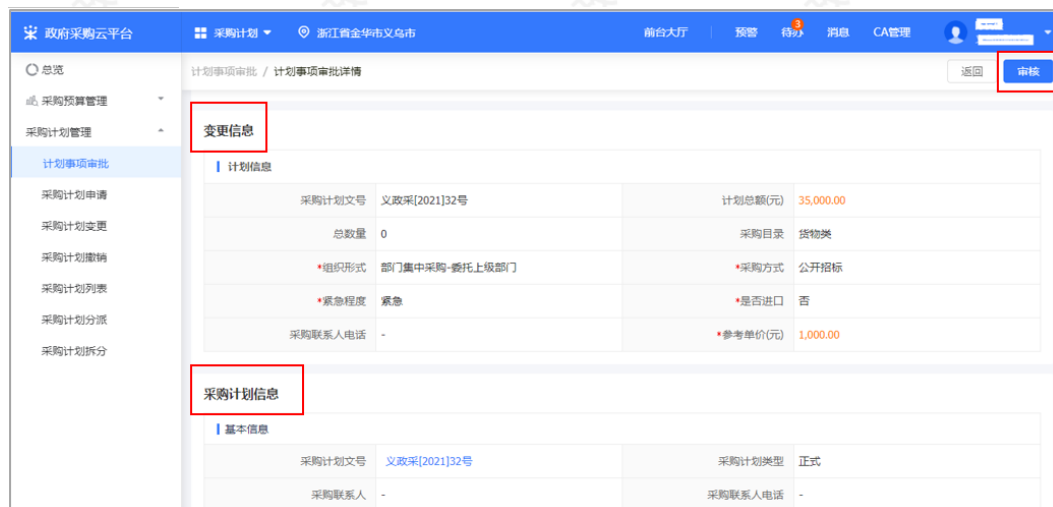 政府采购云平台 采购计划 浙江省金华市义乌市 前台大厅 预警 待办 3 消息 CA管理
总览
采购预算管理
采购计划管理
计划事项审批
采购计划申请
采购计划变更
采购计划撤销
采购计划列表
采购计划分派
采购计划拆分
计划事项审批 / 计划事项审批详情 返回 审核
变更信息
计划信息
采购计划文号 义政采[2021]32号 计划总额(元) 35,000.00
总数量 0 采购目录 货物类
*组织形式 部门集中采购-委托上级部门 *采购方式 公开招标
*紧急程度 紧急 *是否进口 否
采购联系人电话 - *参考单价(元) 1,000.00
采购计划信息
基本信息
采购计划文号 义政采[2021]32号 采购计划类型 正式
采购联系人 - 采购联系人电话 -